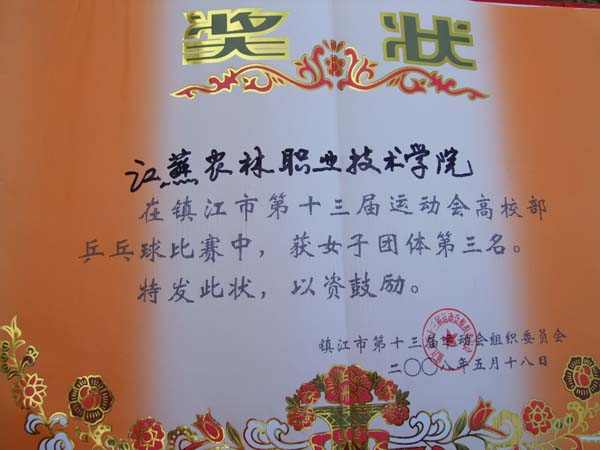 奖状
江蘇农林职业技术学院
在镇江市第十三届运动会高校部
乒乓球比赛中，获女子团体第三名。
特发此状，以资鼓励。
镇江市第十三届运动会组织委员会
二〇〇八年五月十八日